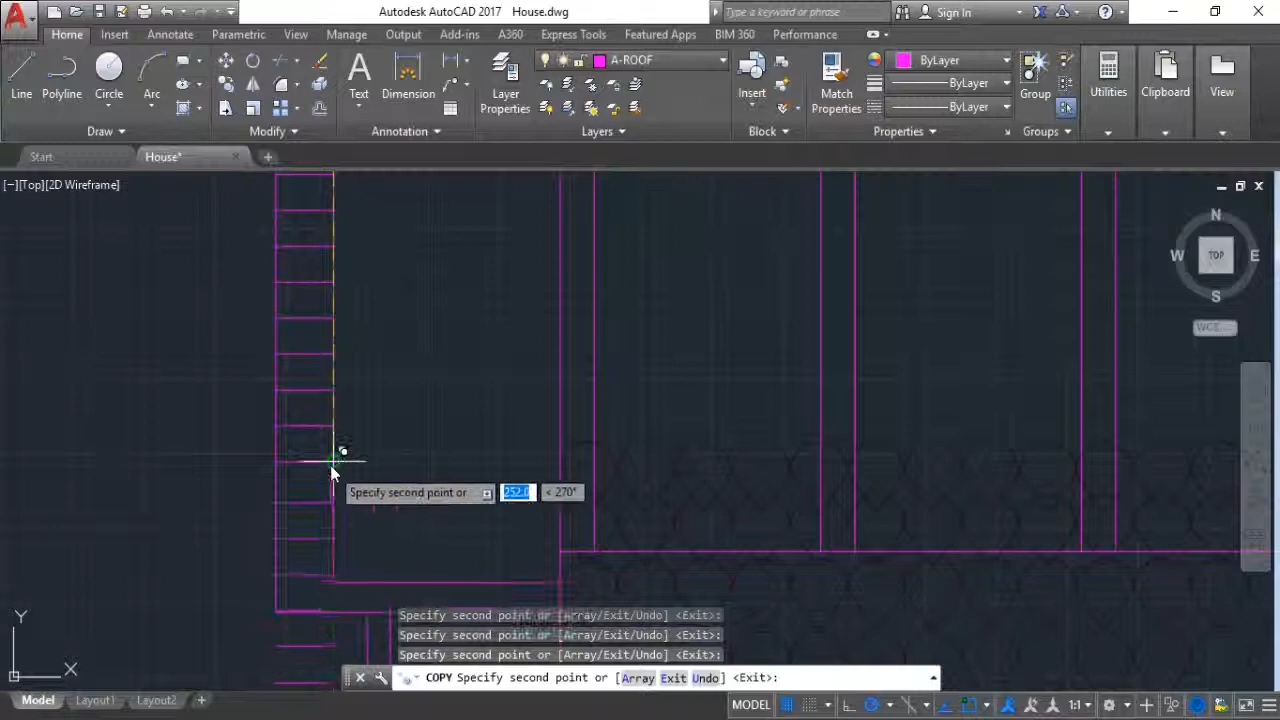 Autodesk AutoCAD 2017 House.dwg
Type a keyword or phrase
Sign In
Home Insert Annotate Parametric View Manage Output A360 Express Tools Featured Apps BIM 360 Performance
A-ROOF
ByLayer
ByLayer
ByLayer
Line Polyline Circle Arc Text Dimension Layer Properties Insert Match Properties Group Utilities Clipboard View
Draw Modify Annotation Layers Block Properties Groups
Start House*
[−][Top][2D Wireframe]
N
W TOP E
S
Specify second point or 252.0 < 270°
Specify second point or [Array/Exit/Undo] <Exit>:
Specify second point or [Array/Exit/Undo] <Exit>:
Specify second point or [Array/Exit/Undo] <Exit>:
Y
X
COPY Specify second point or [Array Exit Undo] <Exit>:
Model Layout1 Layout2 MODEL 1:1